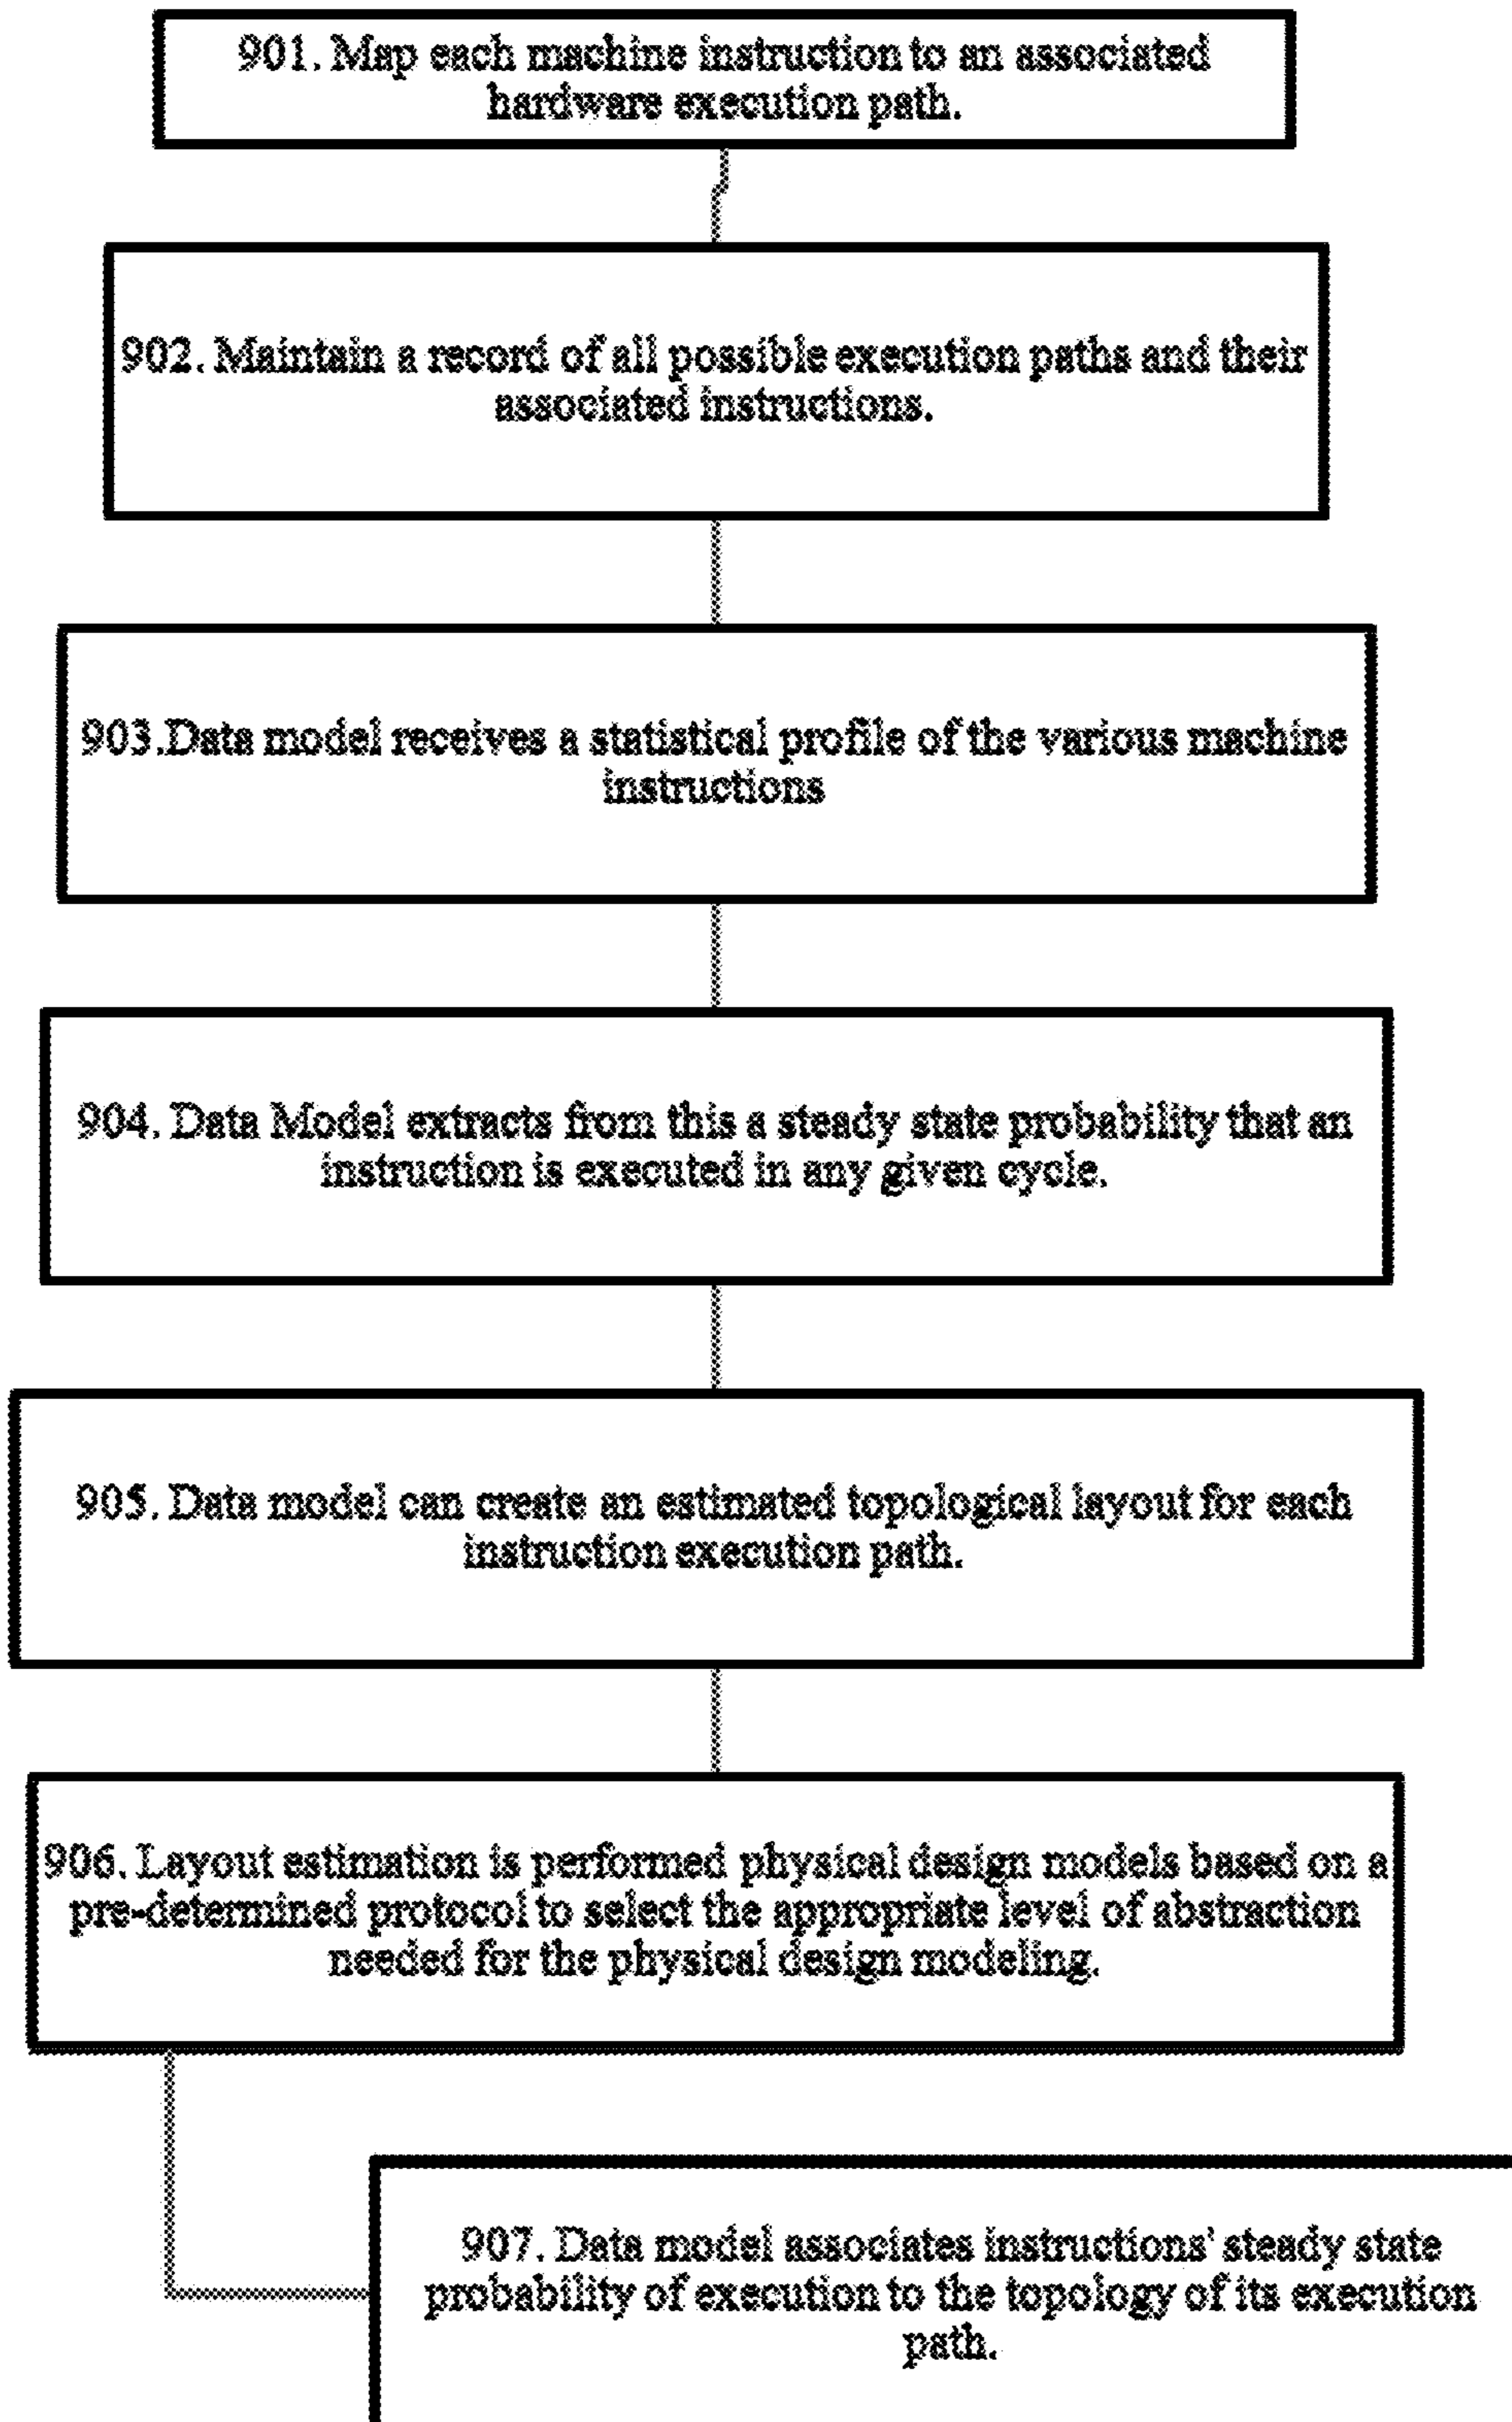 901. Map each machine instruction to an associated
hardware execution path.
902. Maintain a record of all possible execution paths and their
associated instructions.
903.Data model receives a statistical profile of the various machine
instructions
904. Data Model extracts from this a steady state probability that an
instruction is executed in any given cycle.
905. Data model can create an estimated topological layout for each
instruction execution path.
906. Layout estimation is performed physical design models based on a
pre-determined protocol to select the appropriate level of abstraction
needed for the physical design modeling.
907. Data model associates instructions' steady state
probability of execution to the topology of its execution
path.